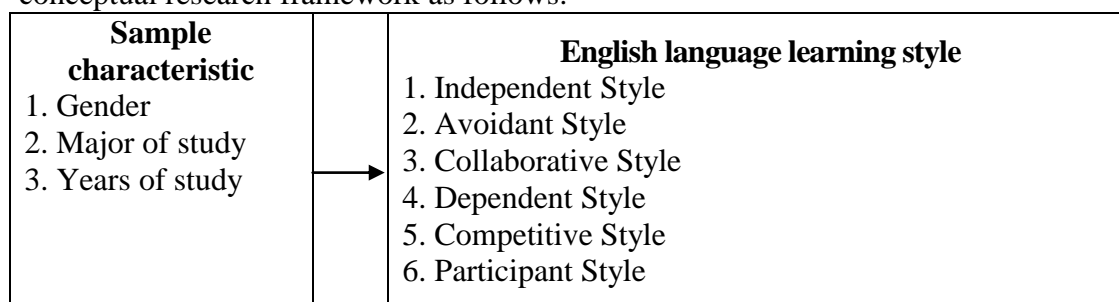 conceptual research framework as follows:
Sample
characteristic
1. Gender
2. Major of study
3. Years of study
English language learning style
1. Independent Style
2. Avoidant Style
3. Collaborative Style
4. Dependent Style
5. Competitive Style
6. Participant Style